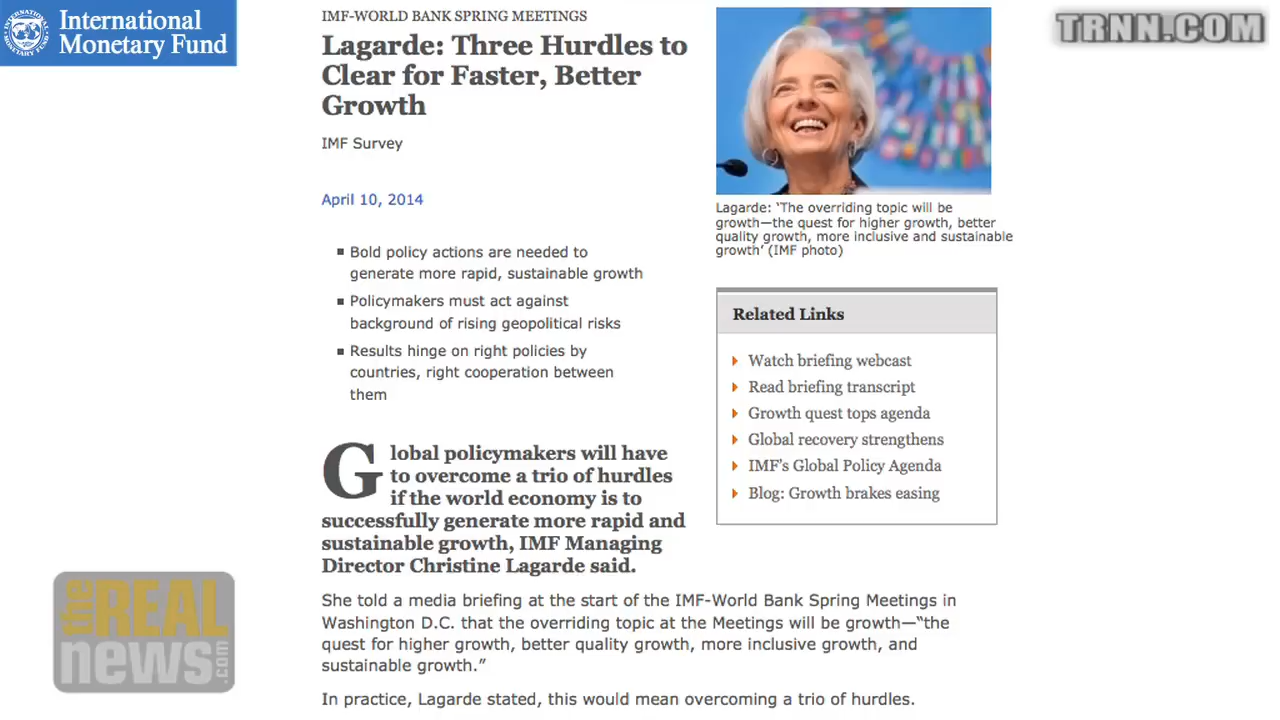 International
Monetary Fund
IMF-WORLD BANK SPRING MEETINGS
Lagarde: Three Hurdles to
Clear for Faster, Better
Growth
IMF Survey
April 10, 2014
Bold policy actions are needed to
generate more rapid, sustainable growth
Policymakers must act against
background of rising geopolitical risks
Results hinge on right policies by
countries, right cooperation between
them
Global policymakers will have
to overcome a trio of hurdles
if the world economy is to
successfully generate more rapid and
sustainable growth, IMF Managing
Director Christine Lagarde said.
She told a media briefing at the start of the IMF-World Bank Spring Meetings in
Washington D.C. that the overriding topic at the Meetings will be growth—“the
quest for higher growth, better quality growth, more inclusive growth, and
sustainable growth.”
In practice, Lagarde stated, this would mean overcoming a trio of hurdles.
TRNN.COM
Lagarde: ‘The overriding topic will be
growth—the quest for higher growth, better
quality growth, more inclusive and sustainable
growth’ (IMF photo)
Related Links
Watch briefing webcast
Read briefing transcript
Growth quest tops agenda
Global recovery strengthens
IMF’s Global Policy Agenda
Blog: Growth brakes easing
the REAL
news.com